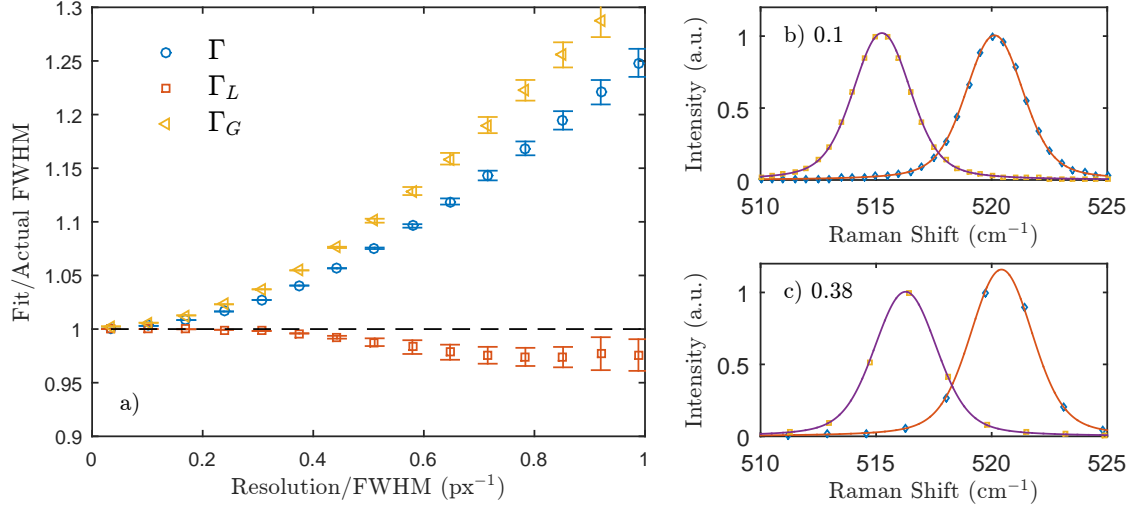 1.3
1.25
1.2
1.15
1.1
1.05
1
0.95
0.9
Fit/Actual FWHM
Γ
Γ_L
Γ_G
a)
0 0.2 0.4 0.6 0.8 1
Resolution/FWHM (px⁻¹)
b) 0.1
1
0.5
0
Intensity (a.u.)
510 515 520 525
Raman Shift (cm⁻¹)
c) 0.38
1
0.5
0
Intensity (a.u.)
510 515 520 525
Raman Shift (cm⁻¹)